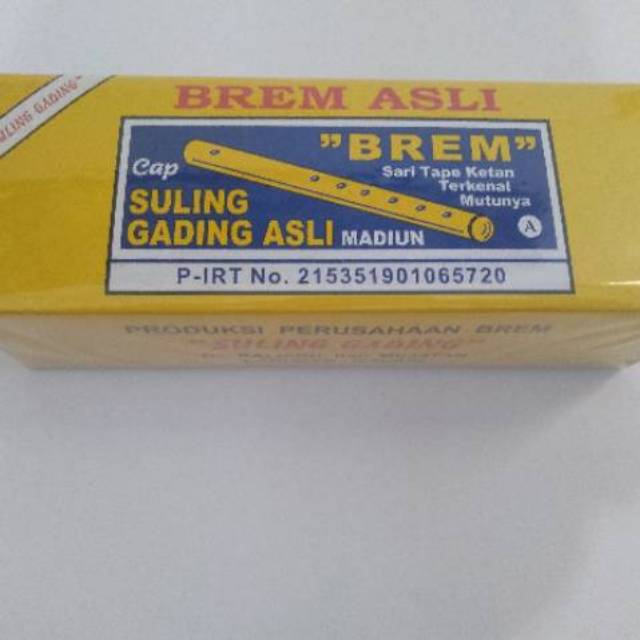 SULING GADING
BREM ASLI
"BREM"
Cap
Sari Tape Ketan
Terkenal
Mutunya
SULING
GADING ASLI MADIUN
A
P-IRT No. 215351901065720
PRODUKSI PERUSAHAAN BREM
"SULING GADING"